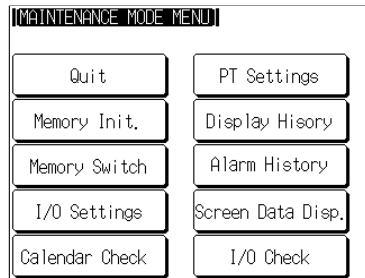 [MAINTENANCE MODE MENU]
Quit
PT Settings
Memory Init.
Display Hisory
Memory Switch
Alarm History
I/O Settings
Screen Data Disp.
Calendar Check
I/O Check